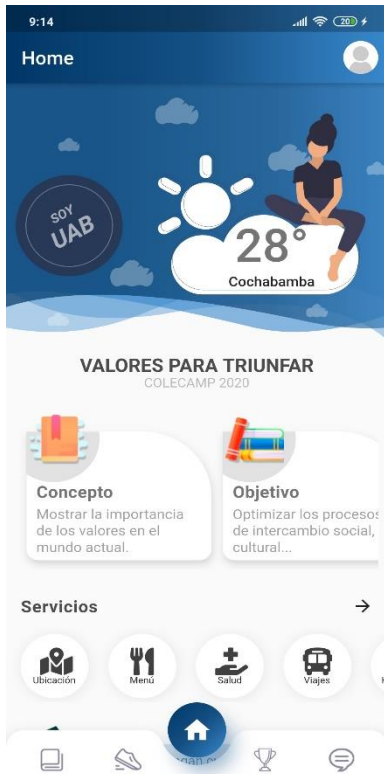 9:14
20
Home
SOY
UAB
28°
Cochabamba
VALORES PARA TRIUNFAR
COLECAMP 2020
Concepto
Mostrar la importancia
de los valores en el
mundo actual.
Objetivo
Optimizar los procesos
de intercambio social,
cultural...
Servicios
Ubicación
Menú
Salud
Viajes